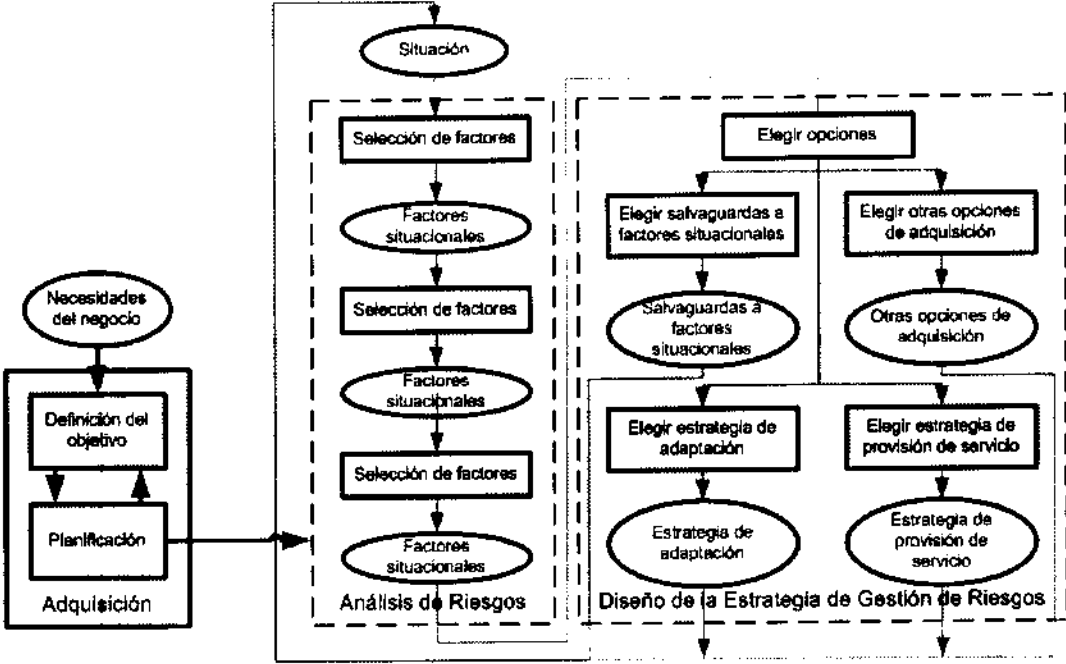 Situación
Selección de factores
Factores
situacionales
Selección de factores
Factores
situacionales
Selección de factores
Factores
situacionales
Análisis de Riesgos
Necesidades
del negocio
Definición del
objetivo
Planificación
Adquisición
Elegir opciones
Elegir salvaguardas a
factores situacionales
Elegir otras opciones
de adquisición
Salvaguardas a
factores
situacionales
Otras opciones de
adquisición
Elegir estrategia de
adaptación
Elegir estrategia de
provisión de servicio
Estrategia de
adaptación
Estrategia de
provisión de
servicio
Diseño de la Estrategia de Gestión de Riesgos